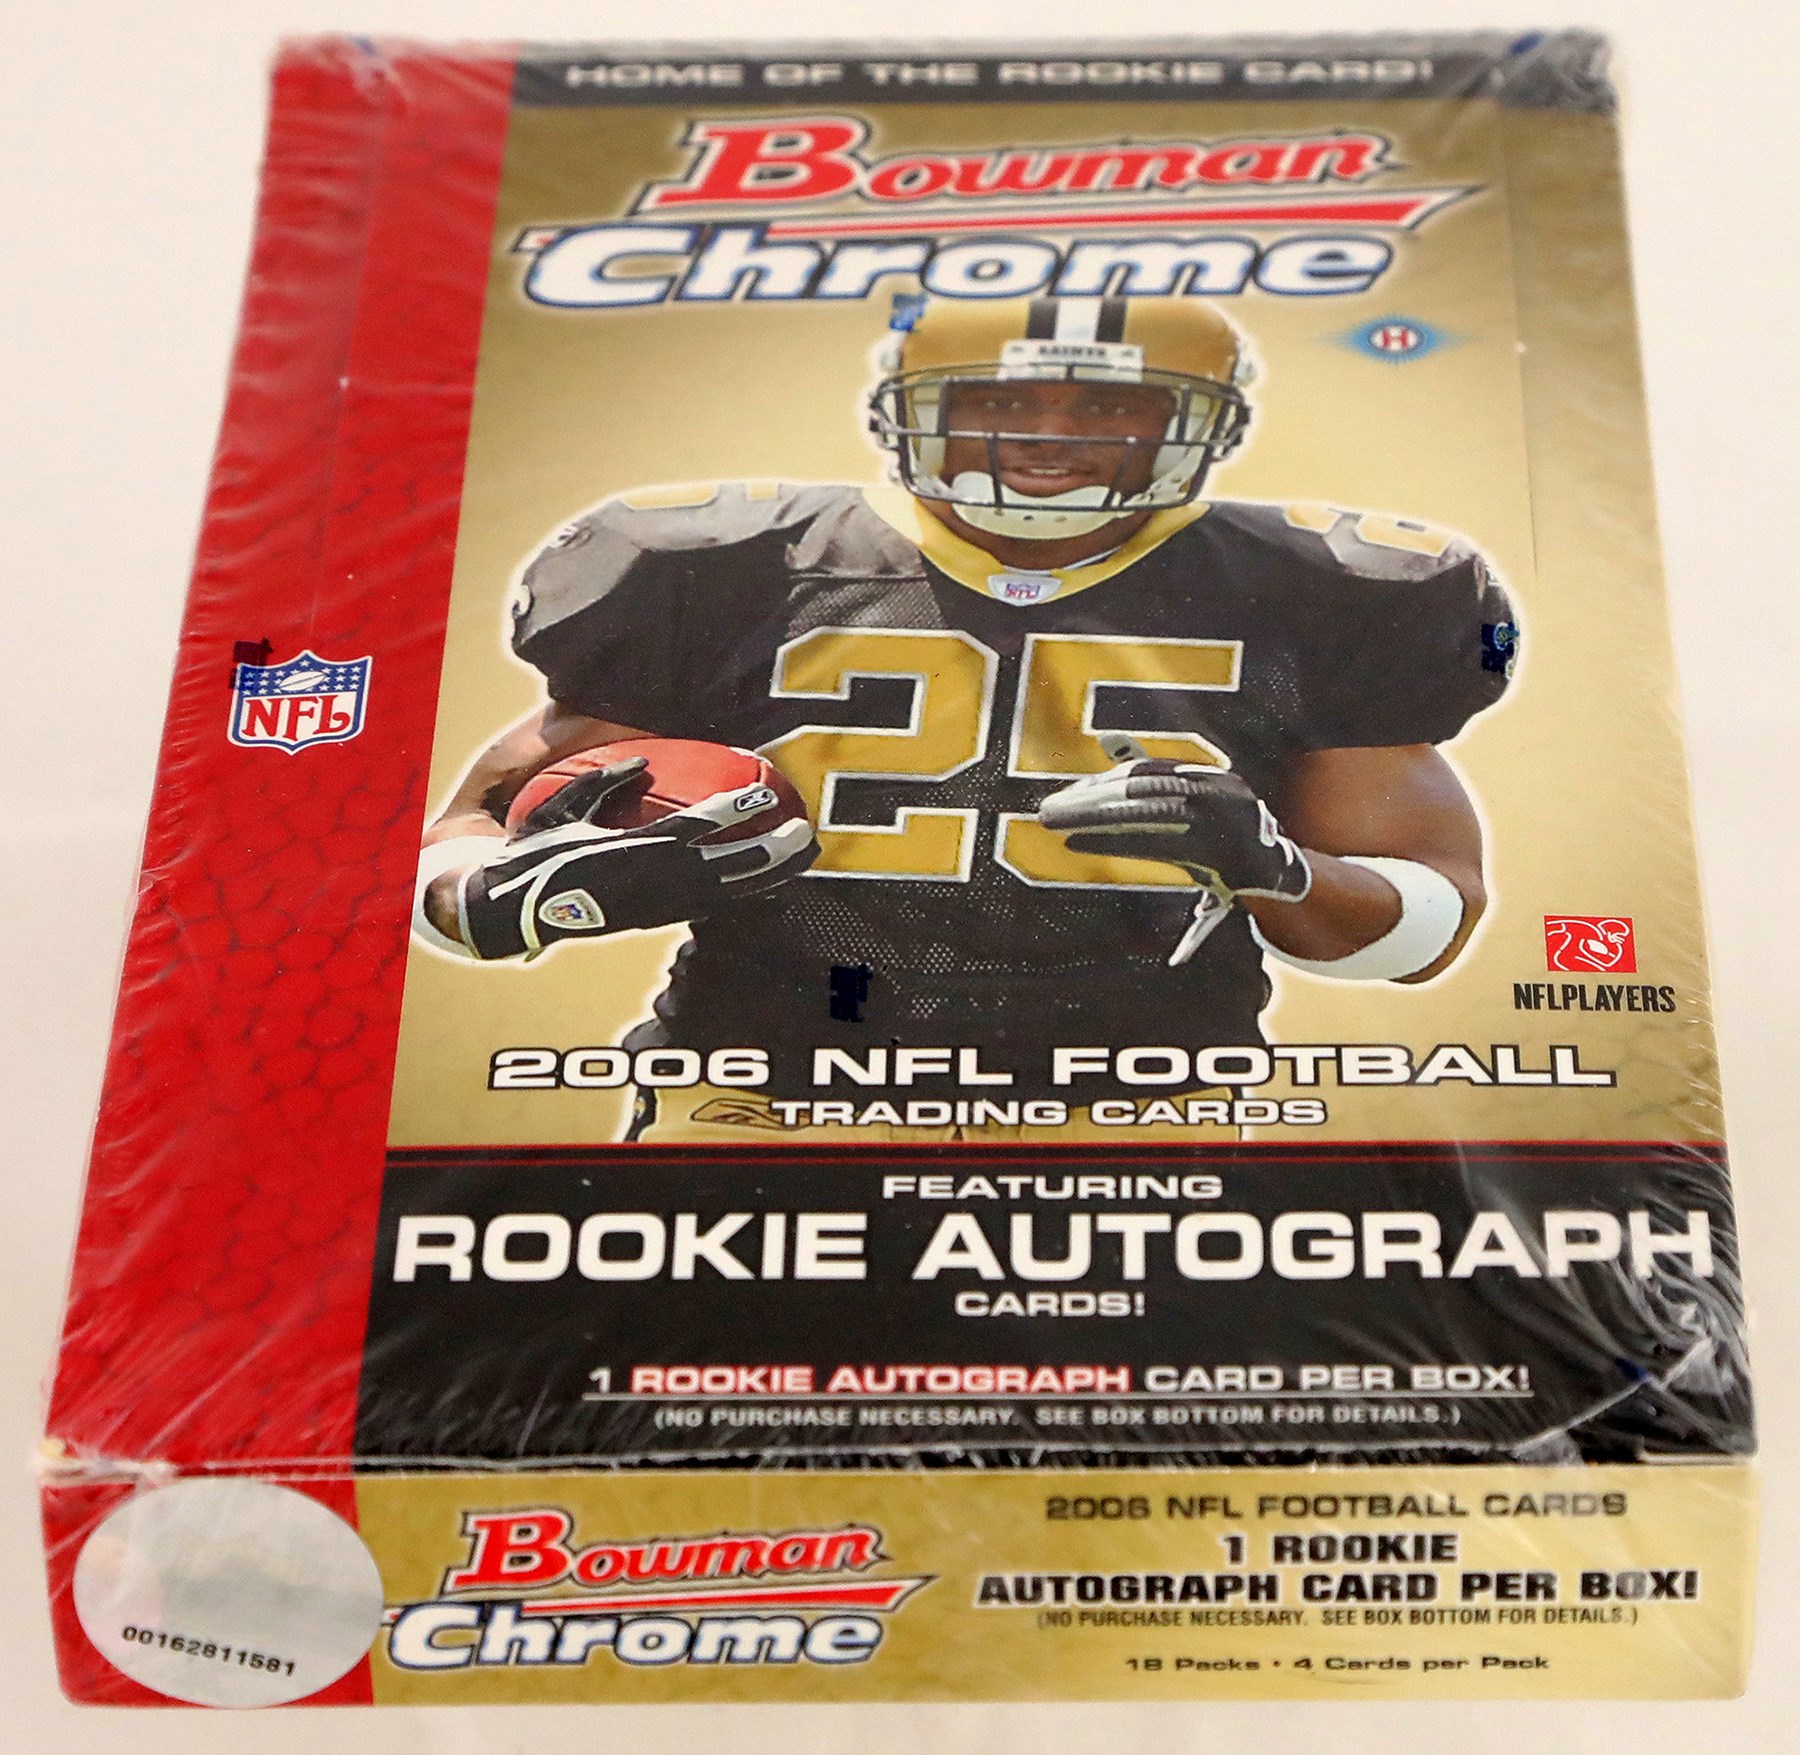 HOME OF THE ROOKIE CARD!
Bowman
Chrome
H
SAINTS
NFL
25
NFL
NFLPLAYERS
2006 NFL FOOTBALL
TRADING CARDS
FEATURING
ROOKIE AUTOGRAPH
CARDS!
1 ROOKIE AUTOGRAPH CARD PER BOX!
(NO PURCHASE NECESSARY. SEE BOX BOTTOM FOR DETAILS.)
Bowman
Chrome
00162811581
2006 NFL FOOTBALL CARDS
1 ROOKIE
AUTOGRAPH CARD PER BOX!
(NO PURCHASE NECESSARY. SEE BOX BOTTOM FOR DETAILS.)
18 Packs • 4 Cards per Pack